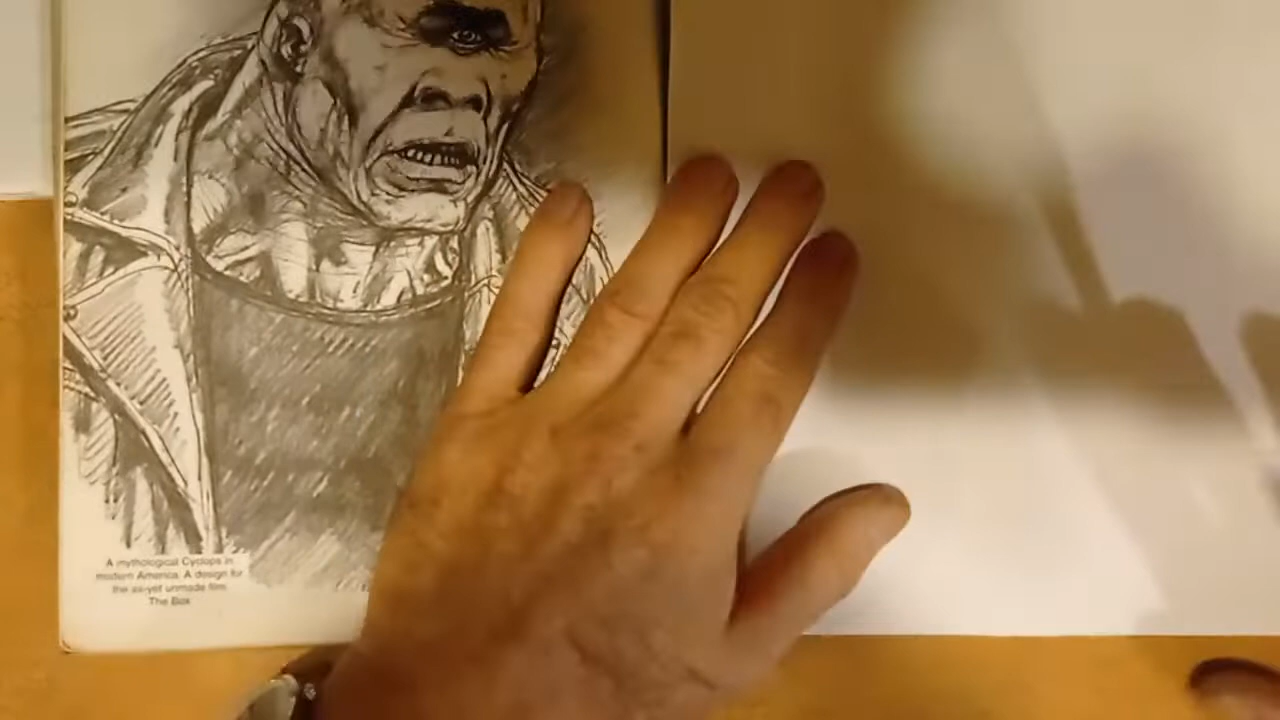 A mythological Cyclops in
modern America. A design for
the as-yet unmade film
The Box